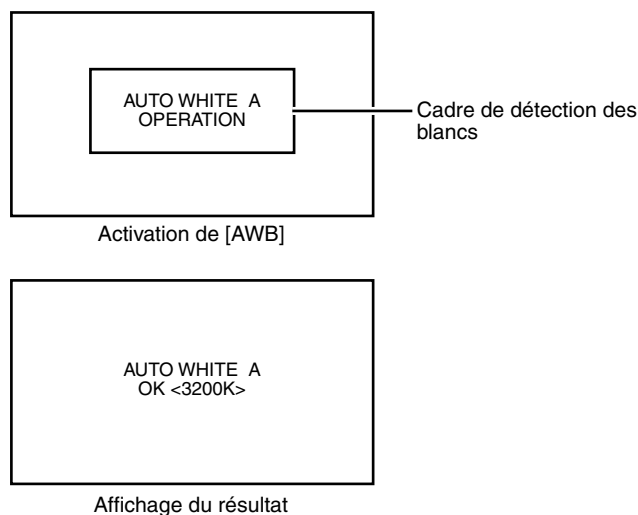 AUTO WHITE A
OPERATION
Cadre de détection des
blancs
Activation de [AWB]
AUTO WHITE A
OK <3200K>
Affichage du résultat